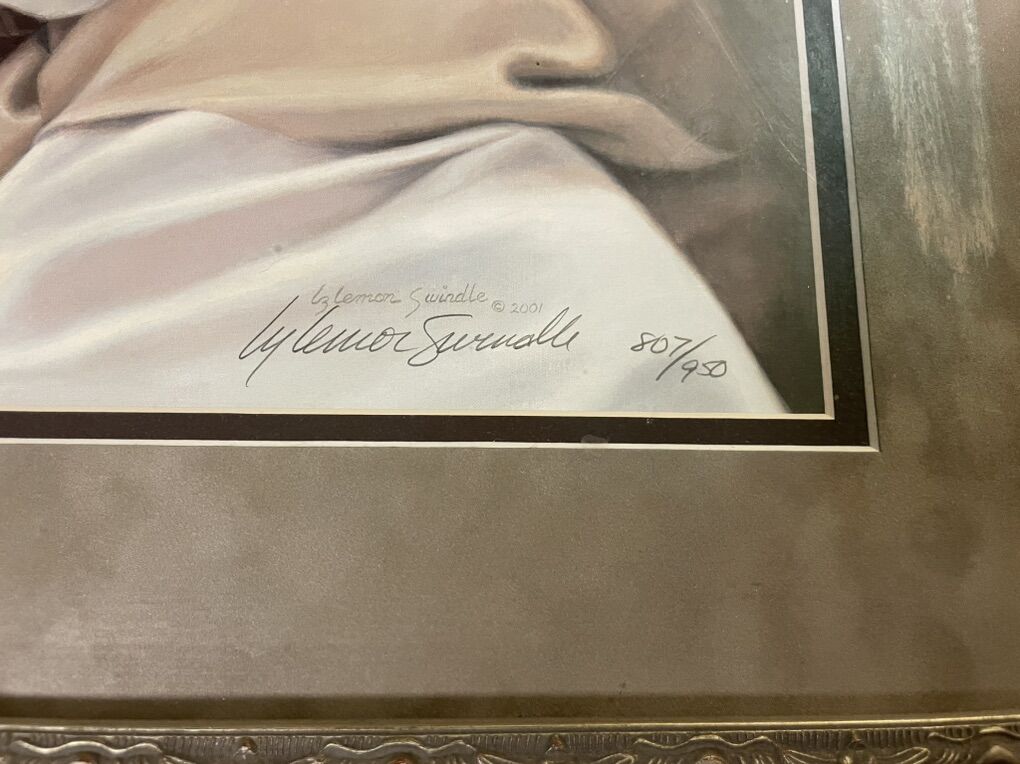 Liz Lemon Swindle © 2001
Liz Lemon Swindle 807/950